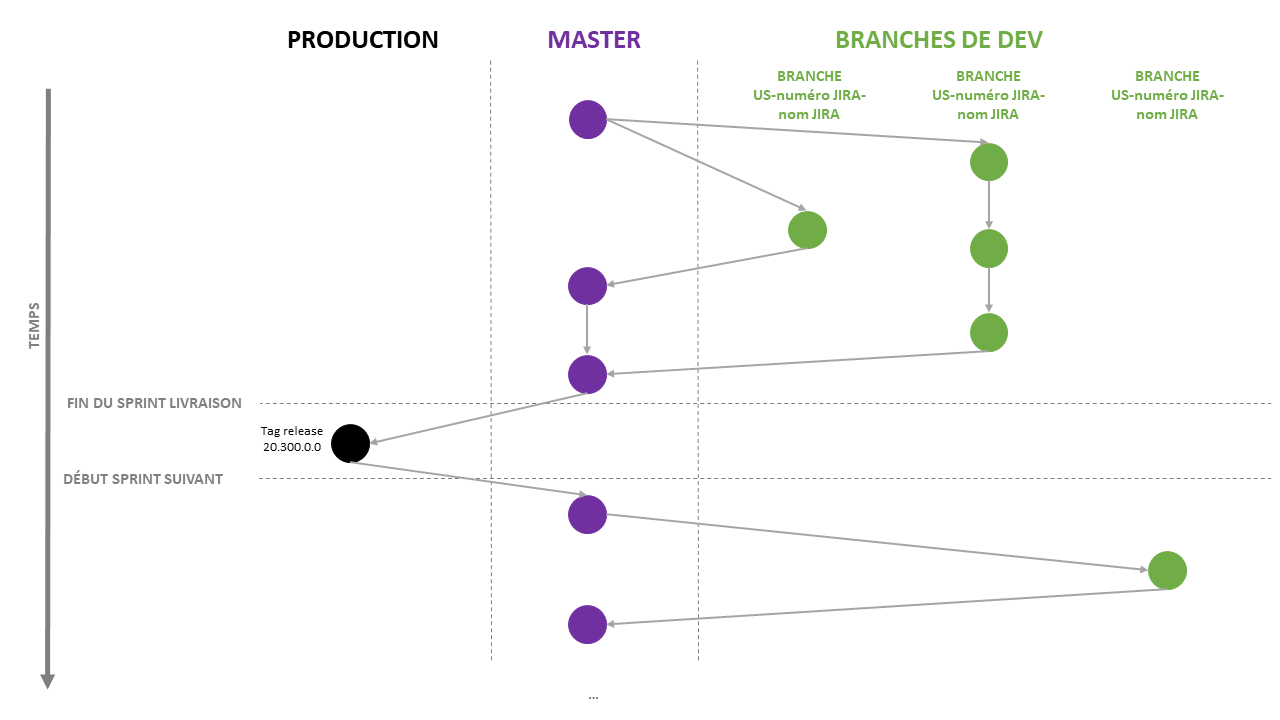 PRODUCTION
MASTER
BRANCHES DE DEV
BRANCHE
US-numéro JIRA-
nom JIRA
BRANCHE
US-numéro JIRA-
nom JIRA
BRANCHE
US-numéro JIRA-
nom JIRA
TEMPS
FIN DU SPRINT LIVRAISON
Tag release
20.300.0.0
DÉBUT SPRINT SUIVANT
...